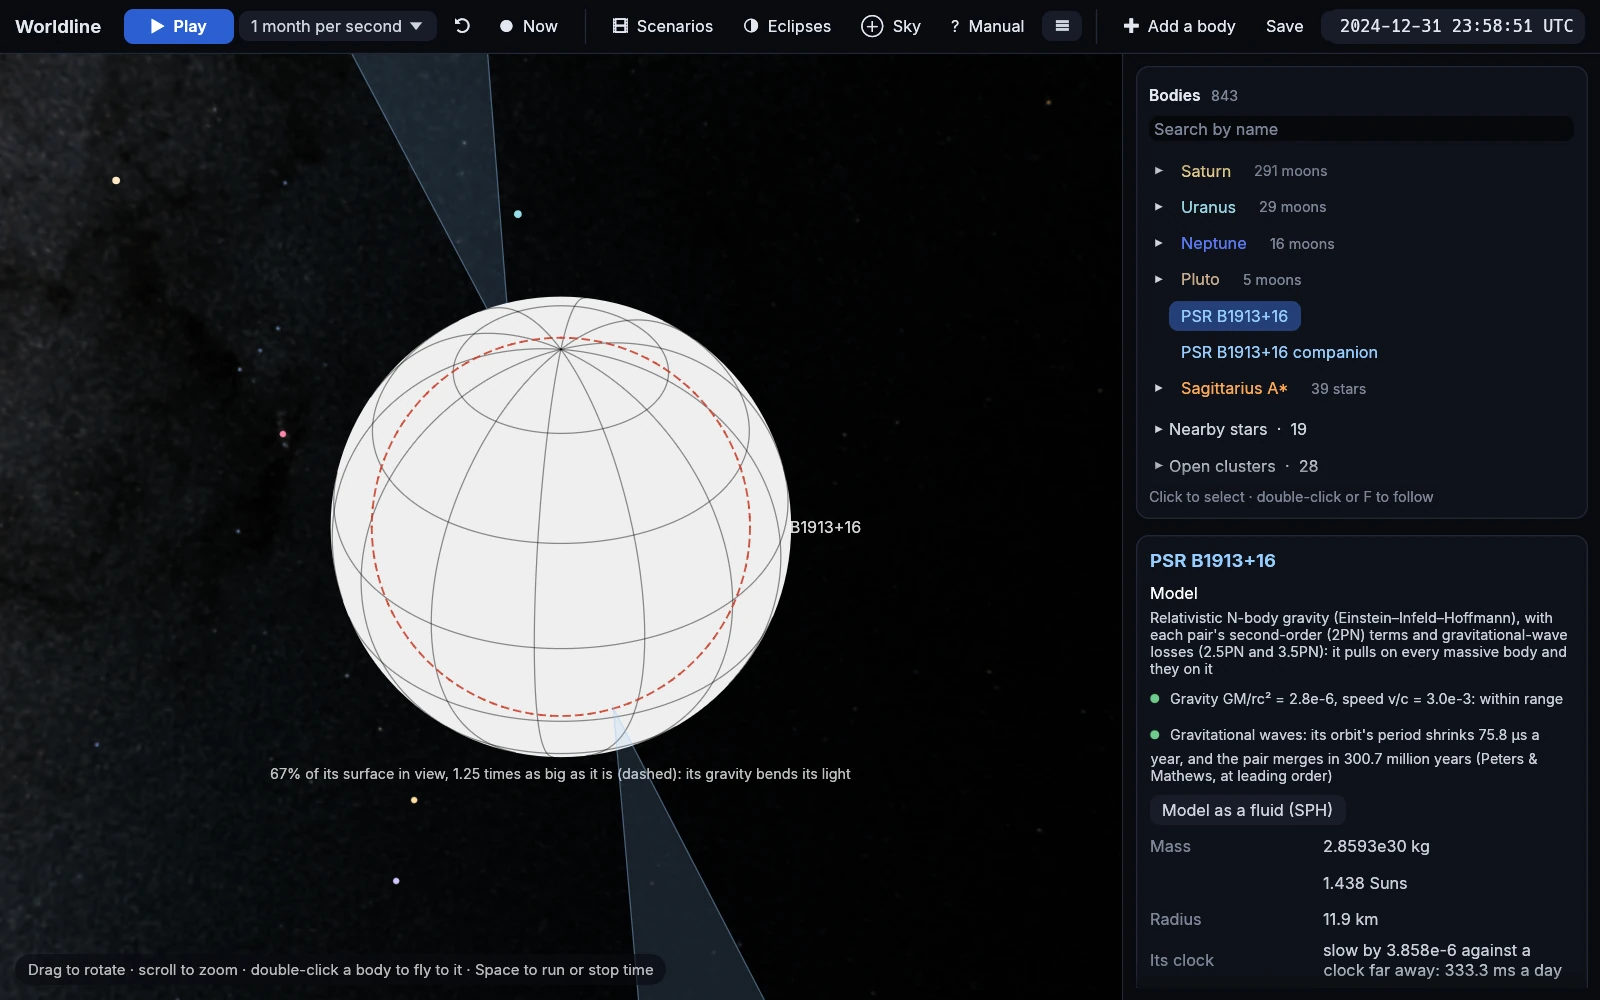 Worldline
Play
1 month per second
Now
Scenarios
Eclipses
Sky
? Manual
Add a body
Save
2024-12-31 23:58:51 UTC
B1913+16
67% of its surface in view, 1.25 times as big as it is (dashed): its gravity bends its light
Drag to rotate · scroll to zoom · double-click a body to fly to it · Space to run or stop time
Bodies 843
Search by name
Saturn 291 moons
Uranus 29 moons
Neptune 16 moons
Pluto 5 moons
PSR B1913+16
PSR B1913+16 companion
Sagittarius A* 39 stars
Nearby stars · 19
Open clusters · 28
Click to select · double-click or F to follow
PSR B1913+16
Model
Relativistic N-body gravity (Einstein–Infeld–Hoffmann), with
each pair's second-order (2PN) terms and gravitational-wave
losses (2.5PN and 3.5PN): it pulls on every massive body and
they on it
Gravity GM/rc² = 2.8e-6, speed v/c = 3.0e-3: within range
Gravitational waves: its orbit's period shrinks 75.8 µs a
year, and the pair merges in 300.7 million years (Peters &
Mathews, at leading order)
Model as a fluid (SPH)
Mass 2.8593e30 kg
1.438 Suns
Radius 11.9 km
Its clock slow by 3.858e-6 against a
clock far away: 333.3 ms a day